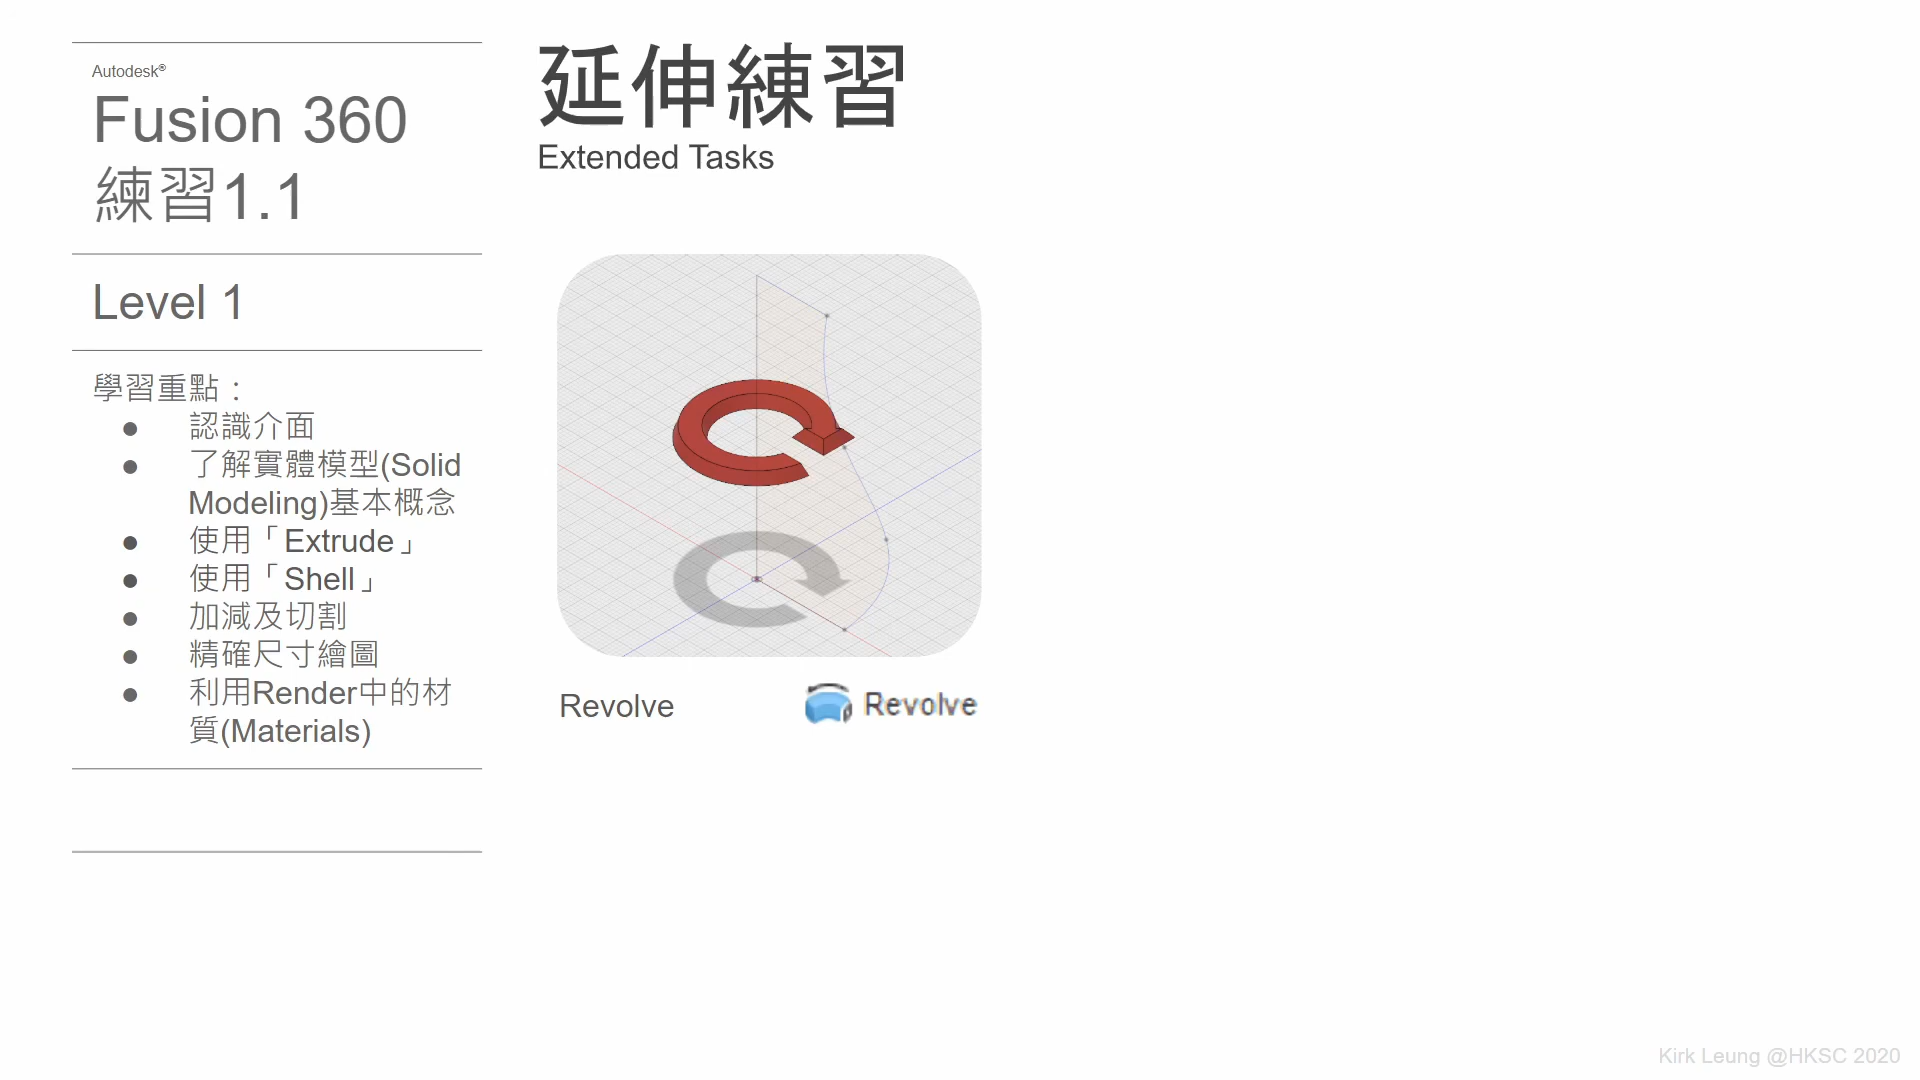 Autodesk®
Fusion 360
練習1.1
Level 1
學習重點：
● 認識介面
● 了解實體模型(Solid
Modeling)基本概念
● 使用「Extrude」
● 使用「Shell」
● 加減及切割
● 精確尺寸繪圖
● 利用Render中的材
質(Materials)
延伸練習
Extended Tasks
Revolve
Revolve
Kirk Leung @HKSC 2020